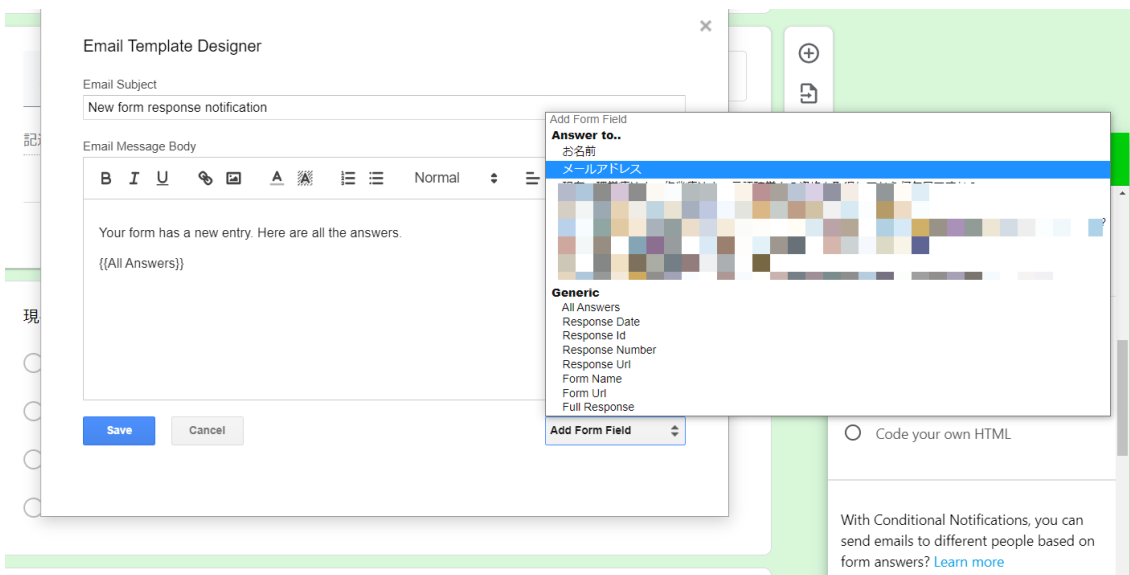 Email Template Designer
×
Email Subject
New form response notification
Email Message Body
B I U A A Normal
Your form has a new entry. Here are all the answers.
{{All Answers}}
Save
Cancel
Add Form Field
Add Form Field
Answer to..
お名前
メールアドレス
?
Generic
All Answers
Response Date
Response Id
Response Number
Response Url
Form Name
Form Url
Full Response
記
現
Code your own HTML
With Conditional Notifications, you can
send emails to different people based on
form answers? Learn more